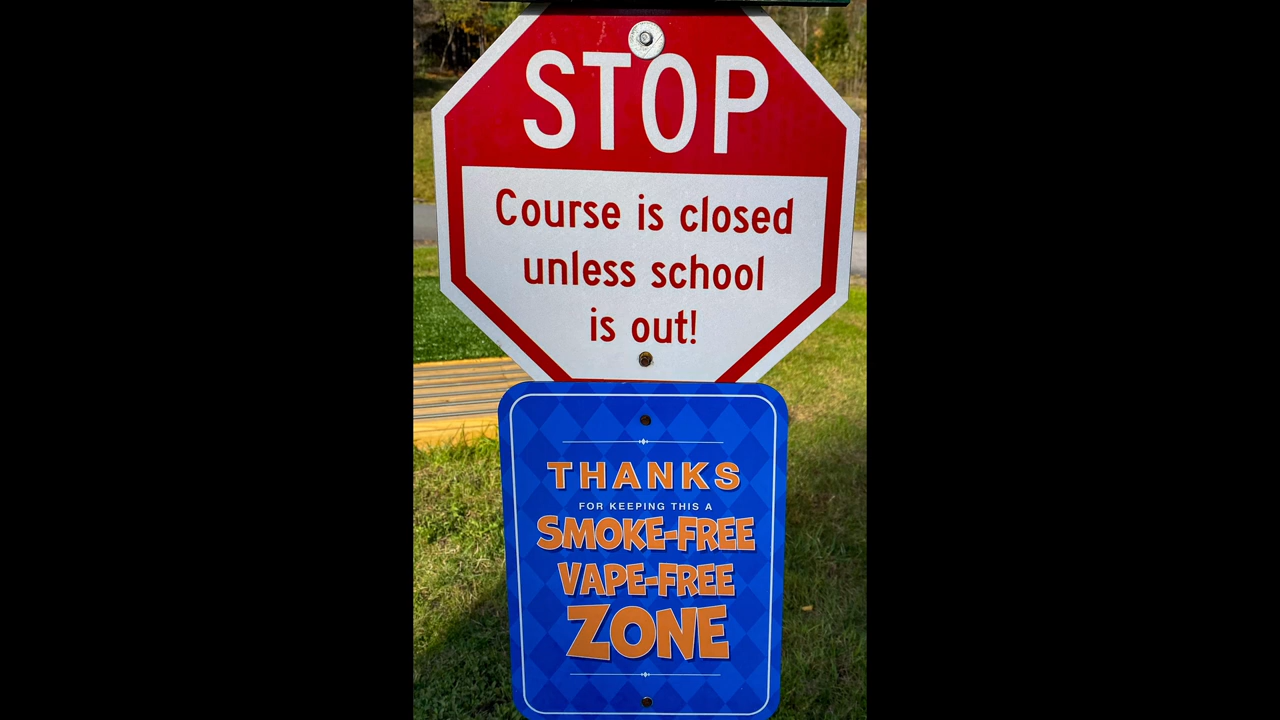 STOP
Course is closed
unless school
is out!
THANKS
FOR KEEPING THIS A
SMOKE-FREE
VAPE-FREE
ZONE